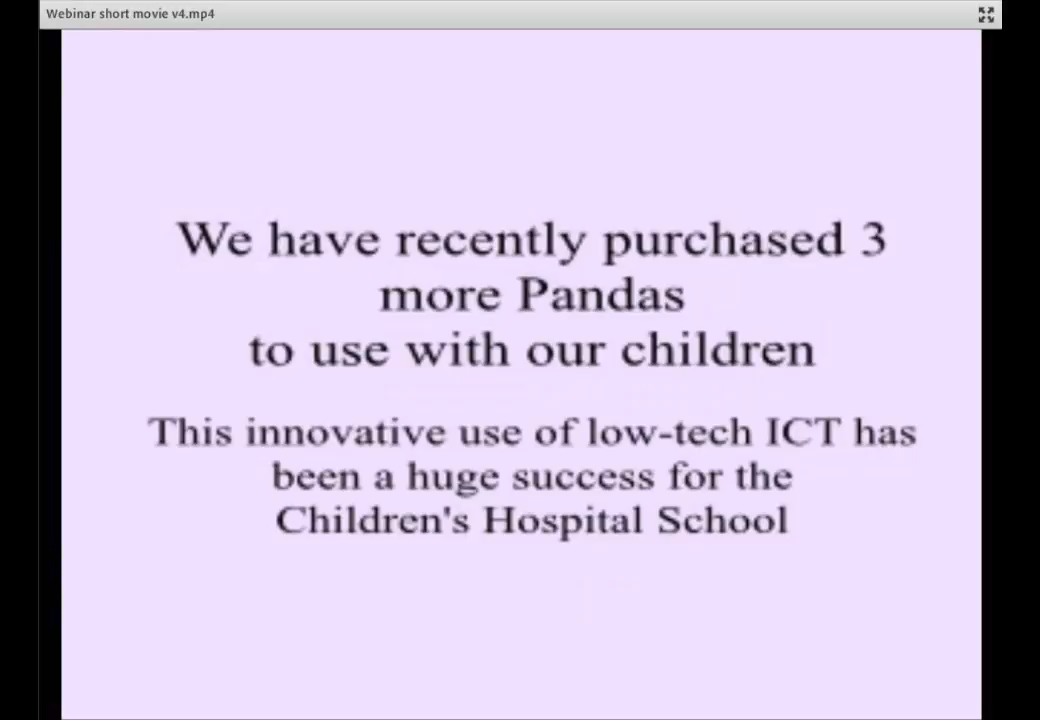 Webinar short movie v4.mp4
We have recently purchased 3
more Pandas
to use with our children
This innovative use of low-tech ICT has
been a huge success for the
Children's Hospital School